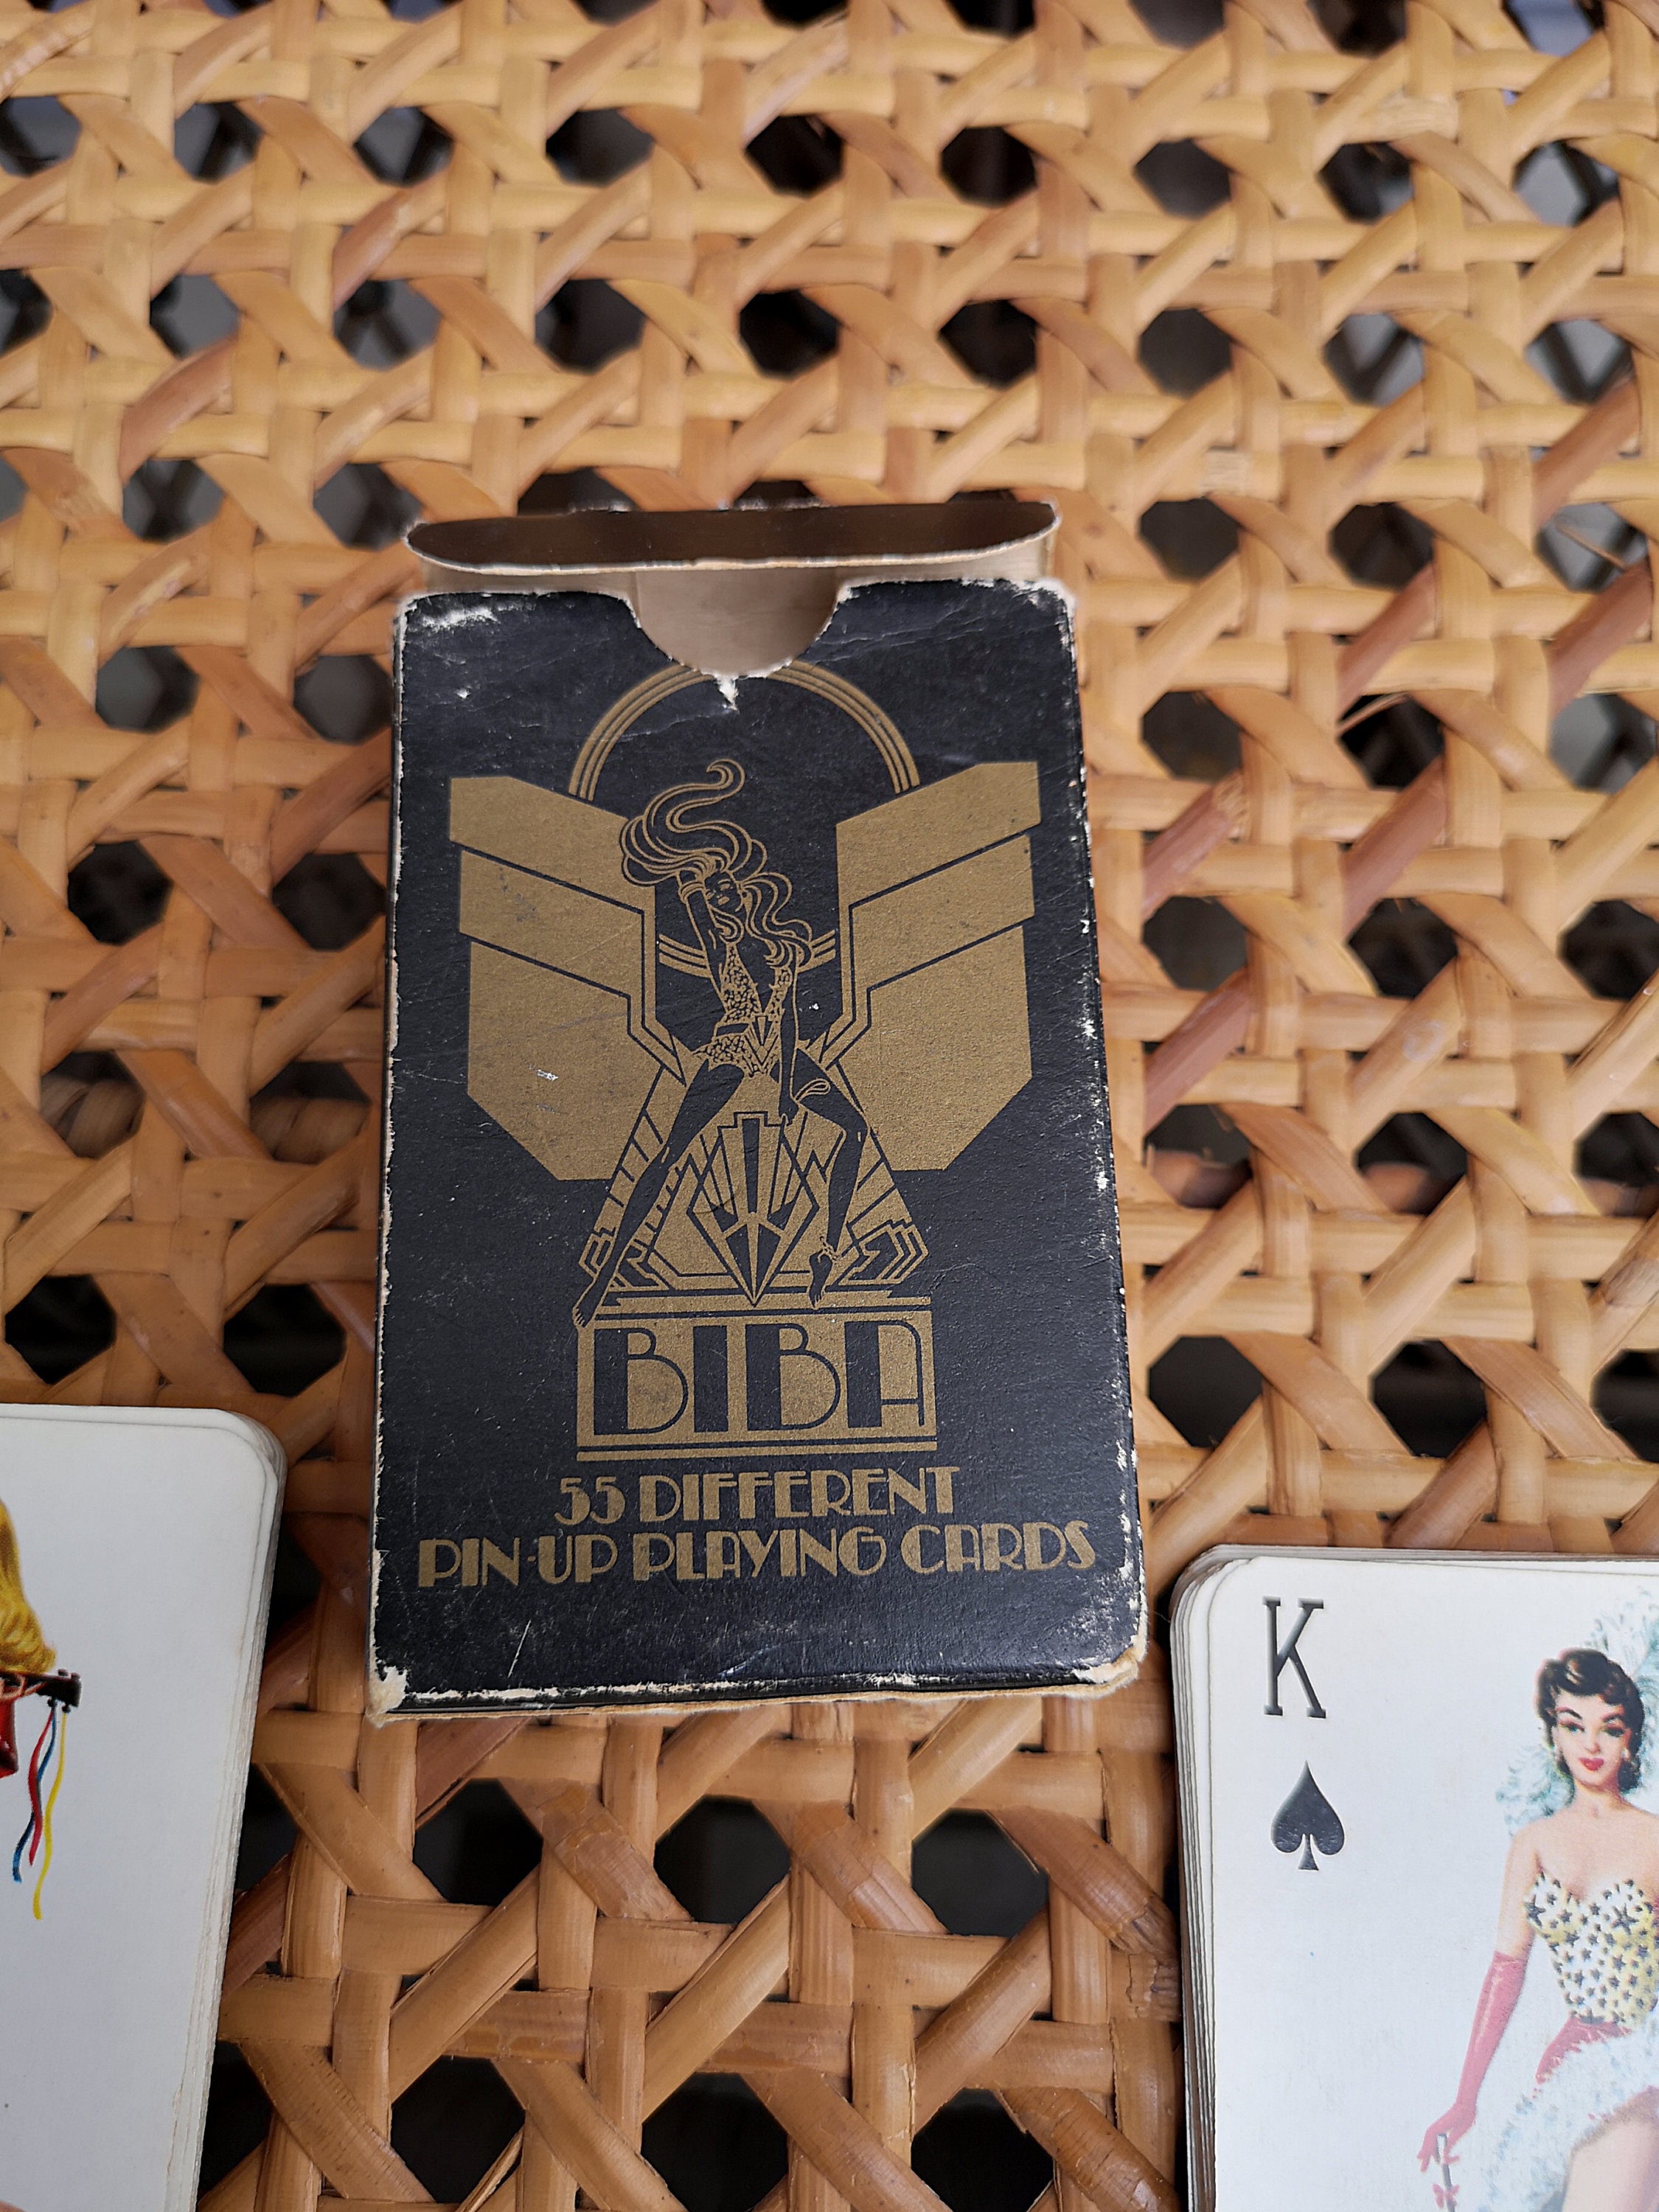 BIBA
55 DIFFERENT
PIN-UP PLAYING CARDS
K